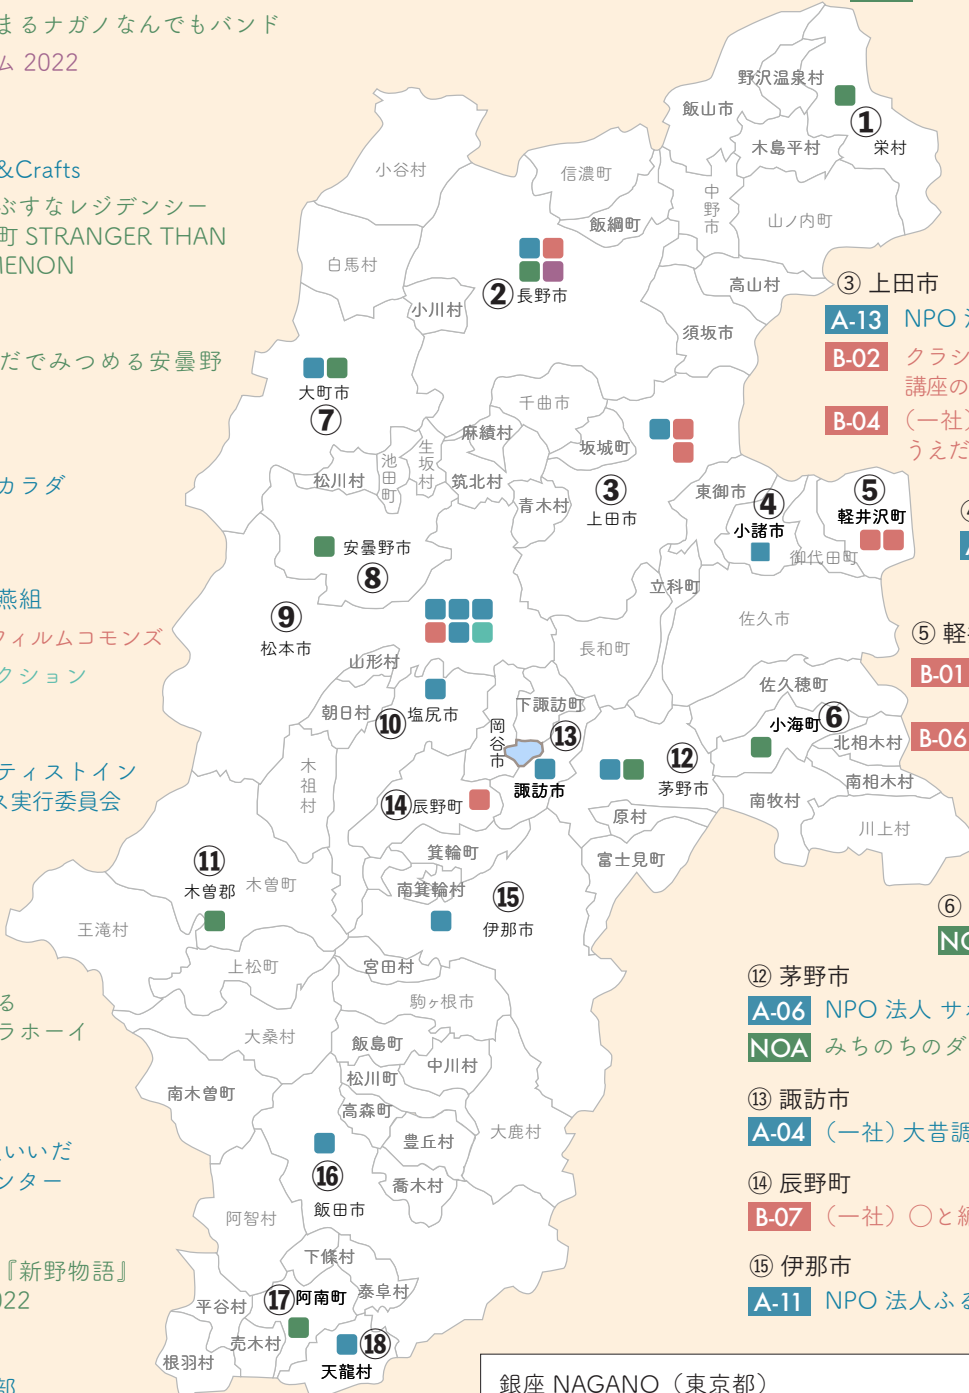 まるナガノなんでもバンド
ム 2022
&Crafts
ぶすなレジデンシー
町 STRANGER THAN
MENON
だでみつめる安曇野
カラダ
燕組
フィルムコモンズ
クション
ティストイン
ス実行委員会
る
ラホーイ
いいだ
ンター
『新野物語』
022
部
野沢温泉村
飯山市
①
栄村
木島平村
小谷村
信濃町
中野市
山ノ内町
飯綱町
白馬村
高山村
小川村
②
長野市
須坂市
大町市
⑦
千曲市
麻績村
坂城町
生坂村
池田町
松川村
筑北村
青木村
③
上田市
東御市
④
小諸市
⑤
軽井沢町
御代田町
安曇野市
⑧
立科町
⑨
松本市
佐久市
長和町
山形村
朝日村
⑩
塩尻市
岡谷市
下諏訪町
⑬
諏訪市
佐久穂町
小海町
⑥
北相木村
南相木村
南牧村
川上村
⑫
茅野市
原村
富士見町
木祖村
⑭
辰野町
箕輪町
南箕輪村
⑪
木曽郡
木曽町
⑮
伊那市
王滝村
上松町
宮田村
駒ヶ根市
大桑村
飯島町
中川村
松川町
南木曽町
高森町
豊丘村
大鹿村
喬木村
⑯
飯田市
阿智村
下條村
泰阜村
平谷村
⑰
阿南町
売木村
根羽村
⑱
天龍村
③ 上田市
A-13 NPO
B-02 クラシ
講座の
B-04 （一社）
うえだ
⑤ 軽
B-01
B-06
⑥
⑫ 茅野市
A-06 NPO 法人 サ
NOA みちのちのダ
⑬ 諏訪市
A-04 （一社）大昔調
⑭ 辰野町
B-07 （一社）〇と
⑮ 伊那市
A-11 NPO 法人ふる
銀座 NAGANO（東京都）